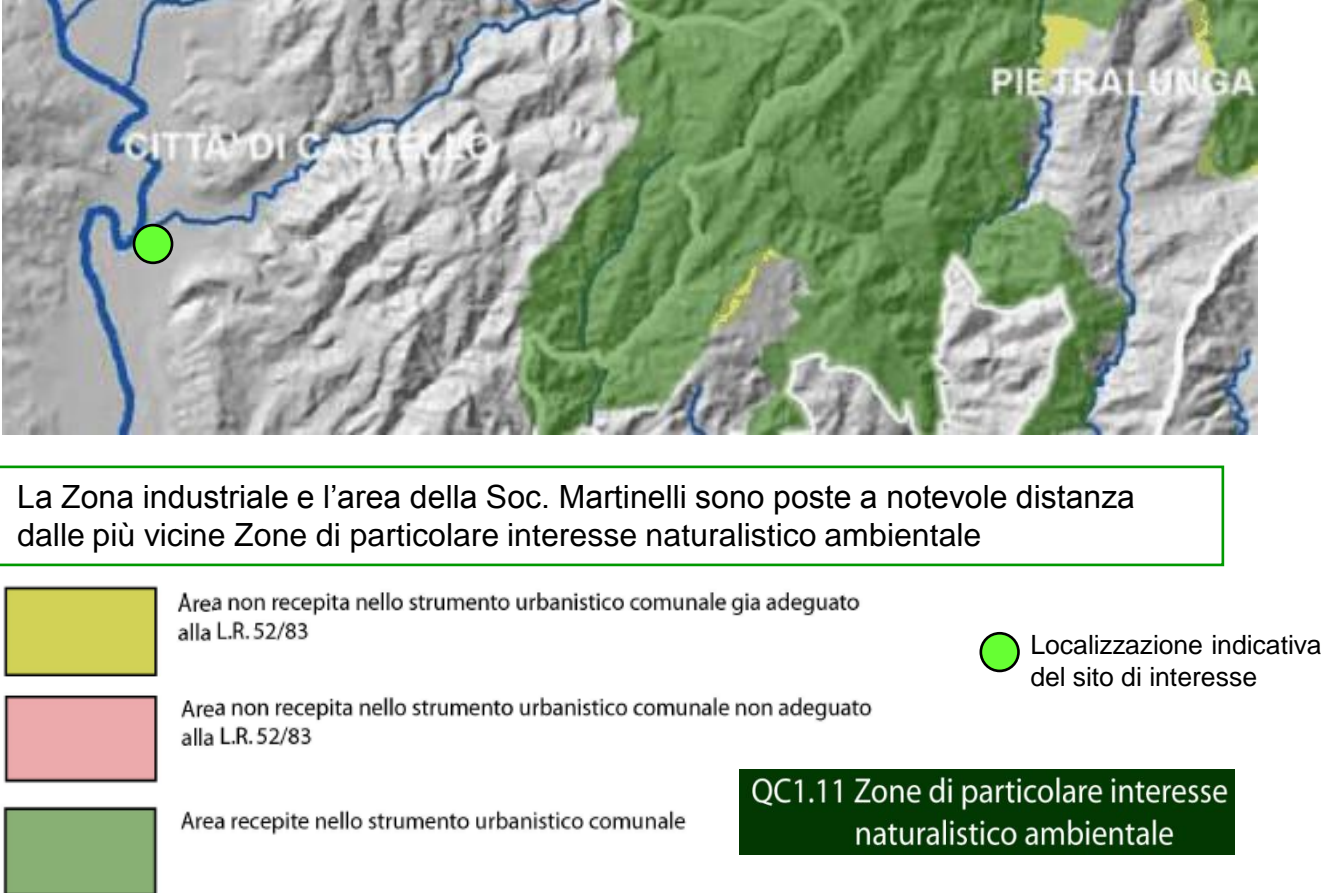 PIETRALUNGA
CITTA' DI CASTELLO
La Zona industriale e l’area della Soc. Martinelli sono poste a notevole distanza
dalle più vicine Zone di particolare interesse naturalistico ambientale
Area non recepita nello strumento urbanistico comunale gia adeguato
alla L.R. 52/83
Localizzazione indicativa
del sito di interesse
Area non recepita nello strumento urbanistico comunale non adeguato
alla L.R. 52/83
QC1.11 Zone di particolare interesse
naturalistico ambientale
Area recepite nello strumento urbanistico comunale